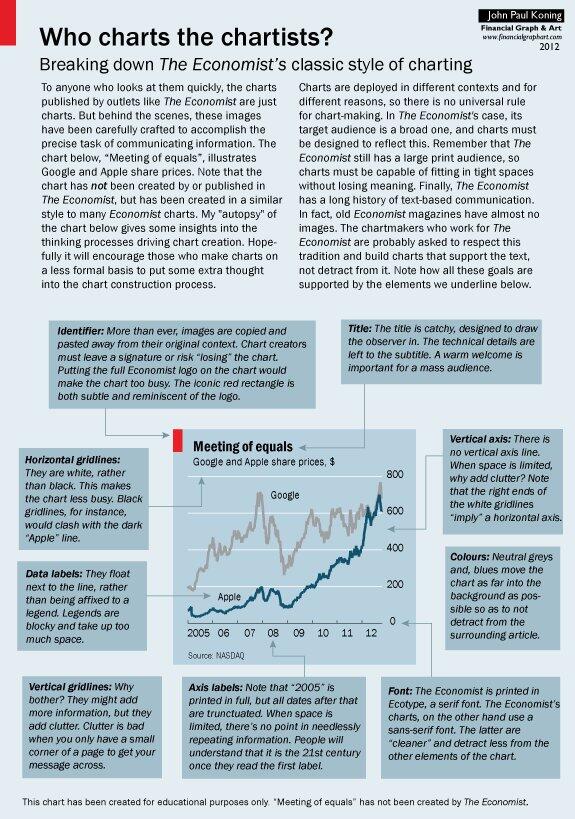 John Paul Koning
Financial Graph & Art
www.financialgraphart.com
2012
Who charts the chartists?
Breaking down The Economist's classic style of charting
To anyone who looks at them quickly, the charts
published by outlets like The Economist are just
charts. But behind the scenes, these images
have been carefully crafted to accomplish the
precise task of communicating information. The
chart below, “Meeting of equals”, illustrates
Google and Apple share prices. Note that the
chart has not been created by or published in
The Economist, but has been created in a similar
style to many Economist charts. My "autopsy" of
the chart below gives some insights into the
thinking processes driving chart creation. Hope-
fully it will encourage those who make charts on
a less formal basis to put some extra thought
into the chart construction process.
Charts are deployed in different contexts and for
different reasons, so there is no universal rule
for chart-making. In The Economist's case, its
target audience is a broad one, and charts must
be designed to reflect this. Remember that The
Economist still has a large print audience, so
charts must be capable of fitting in tight spaces
without losing meaning. Finally, The Economist
has a long history of text-based communication.
In fact, old Economist magazines have almost no
images. The chartmakers who work for The
Economist are probably asked to respect this
tradition and build charts that support the text,
not detract from it. Note how all these goals are
supported by the elements we underline below.
Identifier: More than ever, images are copied and
pasted away from their original context. Chart creators
must leave a signature or risk “losing” the chart.
Putting the full Economist logo on the chart would
make the chart too busy. The iconic red rectangle is
both subtle and reminiscent of the logo.
Title: The title is catchy, designed to draw
the observer in. The technical details are
left to the subtitle. A warm welcome is
important for a mass audience.
Horizontal gridlines:
They are white, rather
than black. This makes
the chart less busy. Black
gridlines, for instance,
would clash with the dark
“Apple” line.
Meeting of equals
Google and Apple share prices, $
800
Google
600
400
200
Apple
0
2005 06 07 08 09 10 11 12
Source: NASDAQ
Vertical axis: There is
no vertical axis line.
When space is limited,
why add clutter? Note
that the right ends of
the white gridlines
“imply” a horizontal axis.
Data labels: They float
next to the line, rather
than being affixed to a
legend. Legends are
blocky and take up too
much space.
Colours: Neutral greys
and, blues move the
chart as far into the
background as pos-
sible so as to not
detract from the
surrounding article.
Vertical gridlines: Why
bother? They might add
more information, but they
add clutter. Clutter is bad
when you only have a small
corner of a page to get your
message across.
Axis labels: Note that “2005” is
printed in full, but all dates after that
are trunctuated. When space is
limited, there's no point in needlessly
repeating information. People will
understand that it is the 21st century
once they read the first label.
Font: The Economist is printed in
Ecotype, a serif font. The Economist's
charts, on the other hand use a
sans-serif font. The latter are
“cleaner” and detract less from the
other elements of the chart.
This chart has been created for educational purposes only. “Meeting of equals” has not been created by The Economist.